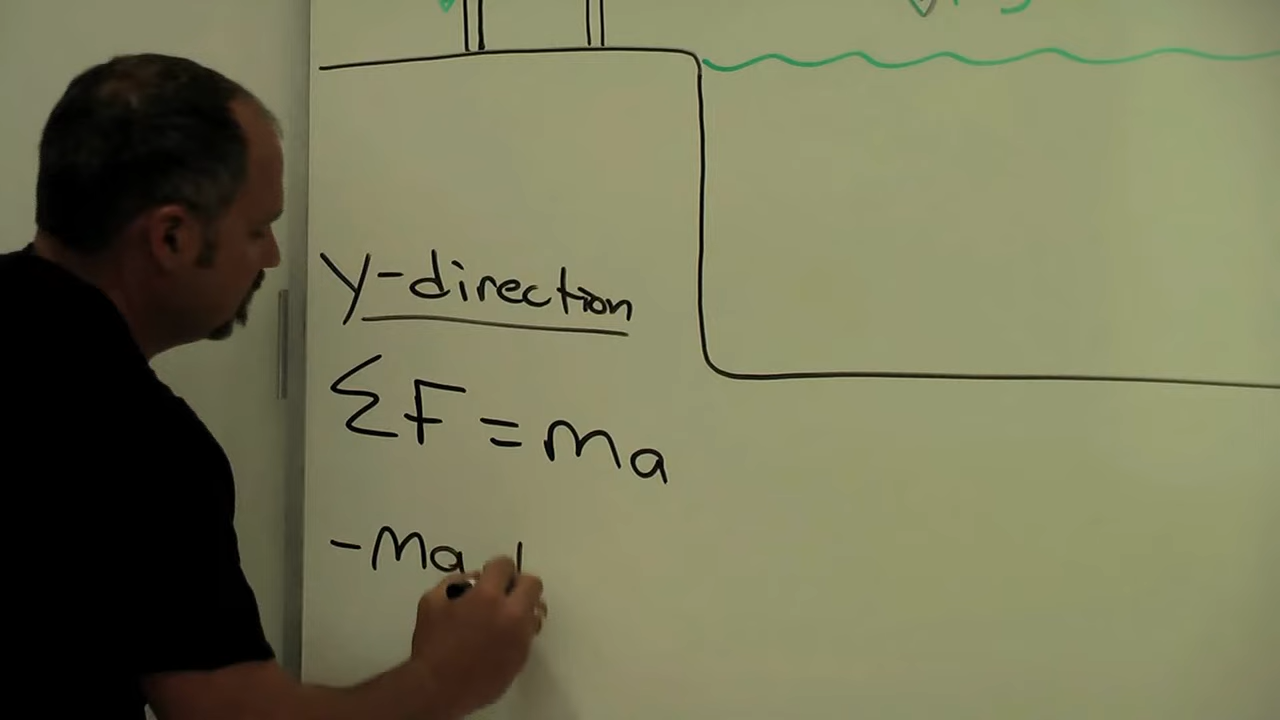 y-direction
ΣF = ma
-ma